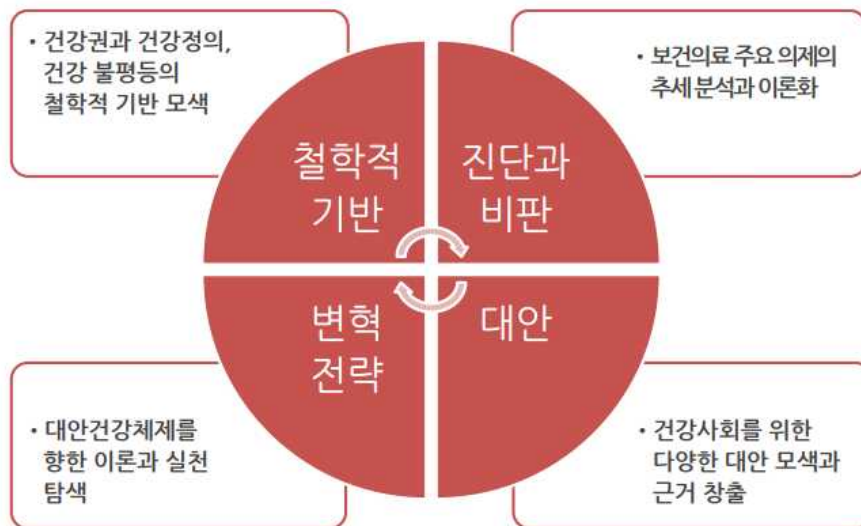 • 건강권과 건강정의,
건강 불평등의
철학적 기반 모색
• 보건의료 주요 의제의
추세 분석과 이론화
철학적
기반
진단과
비판
변혁
전략
대안
• 대안건강체제를
향한 이론과 실천
탐색
• 건강사회를 위한
다양한 대안 모색과
근거 창출